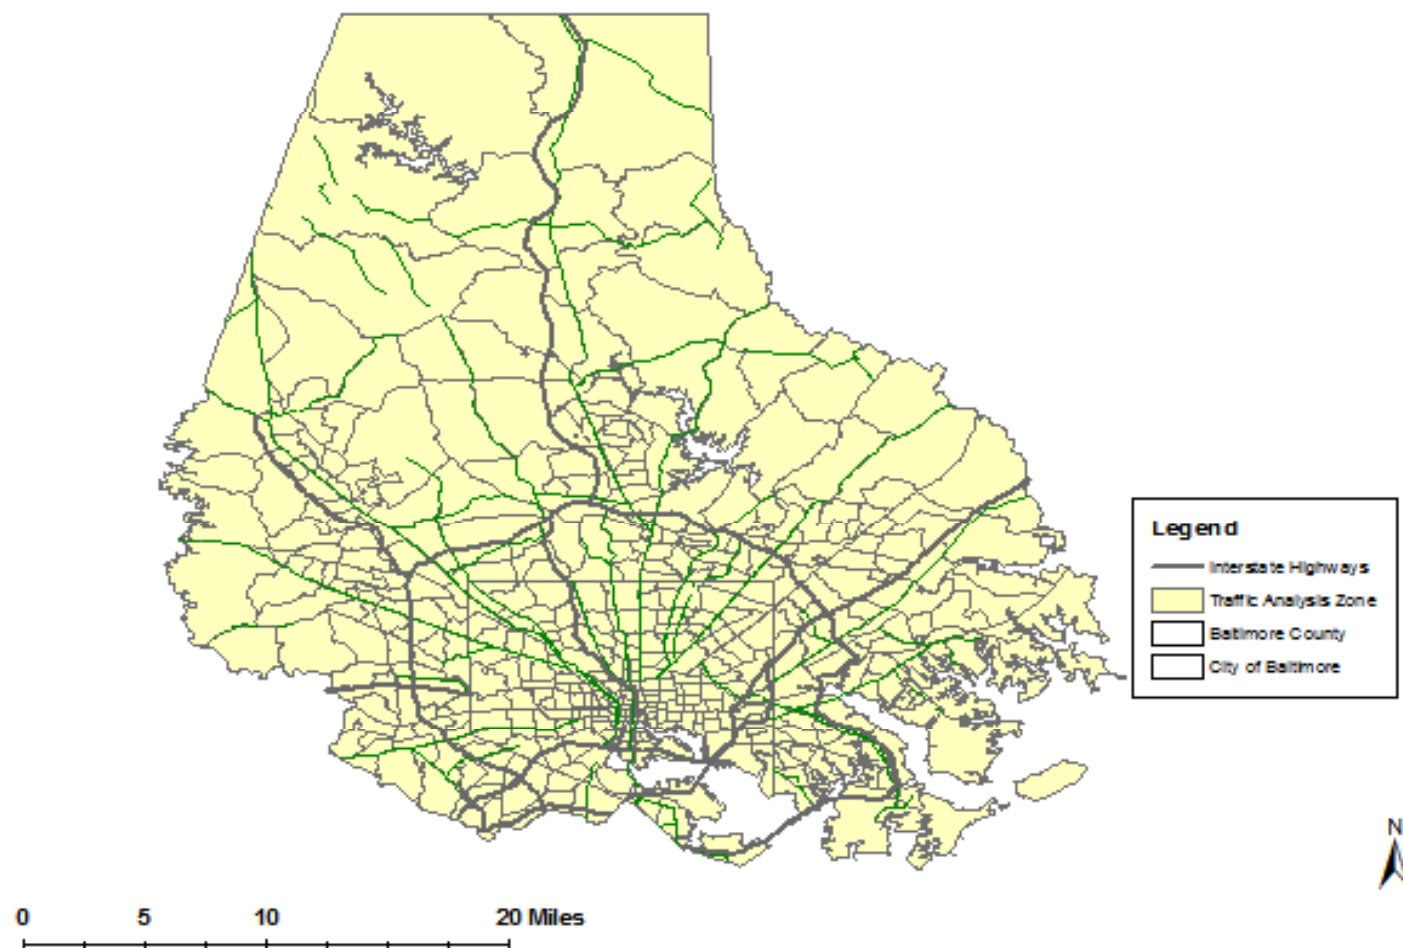 Legend
Interstate Highways
Traffic Analysis Zone
Baltimore County
City of Baltimore
N
0 5 10 20 Miles